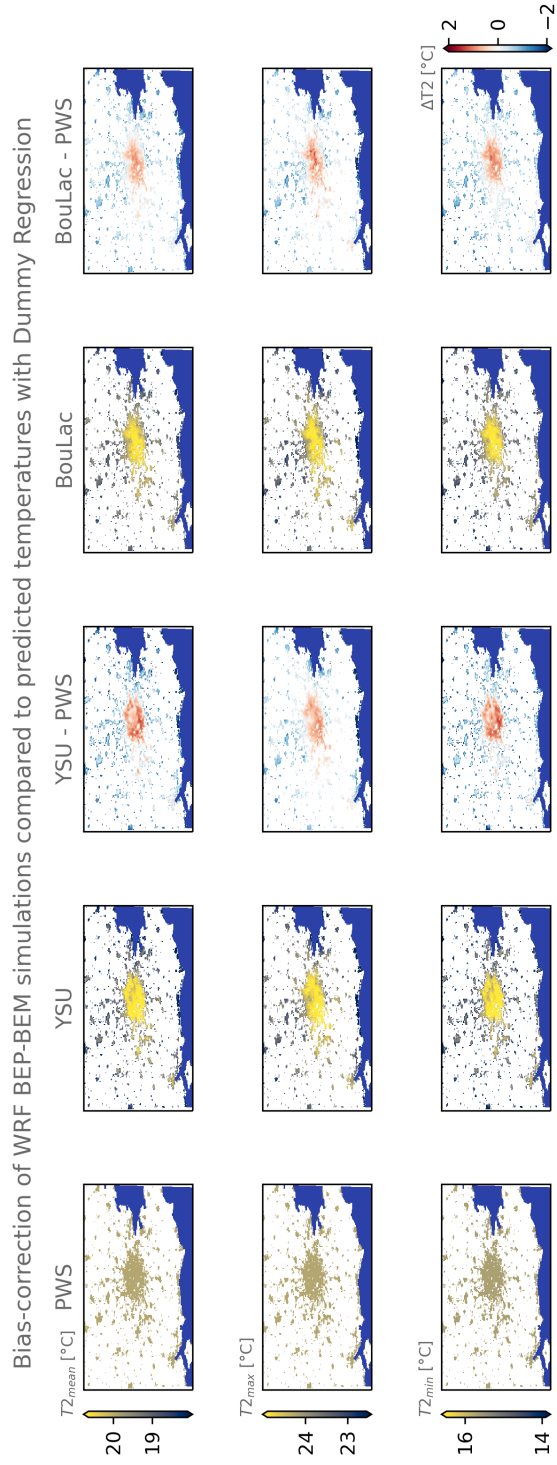 Bias-correction of WRF BEP-BEM simulations compared to predicted temperatures with Dummy Regression
PWS
YSU
YSU - PWS
BouLac
BouLac - PWS
T2mean [°C]
20
19
T2max [°C]
24
23
T2min [°C]
16
14
ΔT2 [°C]
2
0
−2